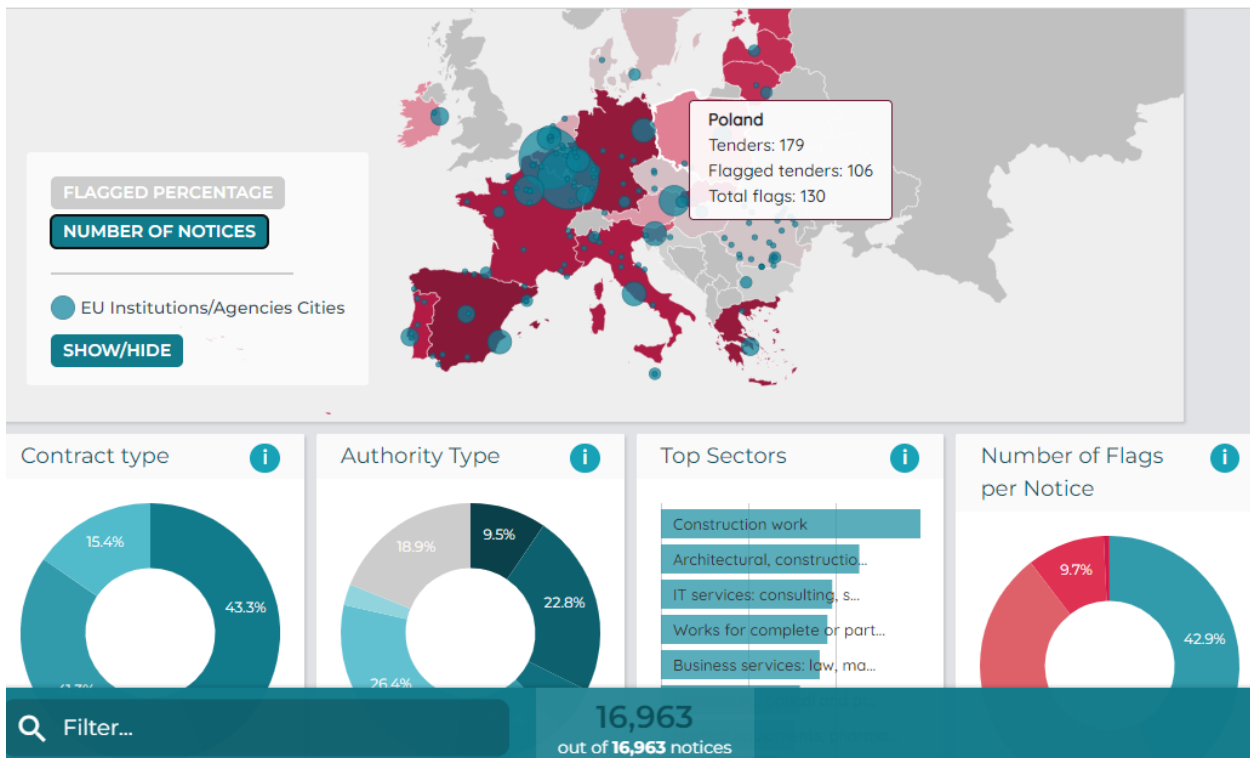 Poland
Tenders: 179
Flagged tenders: 106
Total flags: 130
FLAGGED PERCENTAGE
NUMBER OF NOTICES
EU Institutions/Agencies Cities
SHOW/HIDE
Contract type
i
15.4%
43.3%
Authority Type
i
18.9%
9.5%
22.8%
26.4%
Top Sectors
i
Construction work
Architectural, constructio...
IT services: consulting, s...
Works for complete or part...
Business services: law, ma...
Number of Flags
per Notice
i
9.7%
42.9%
Filter...
16,963
out of 16,963 notices